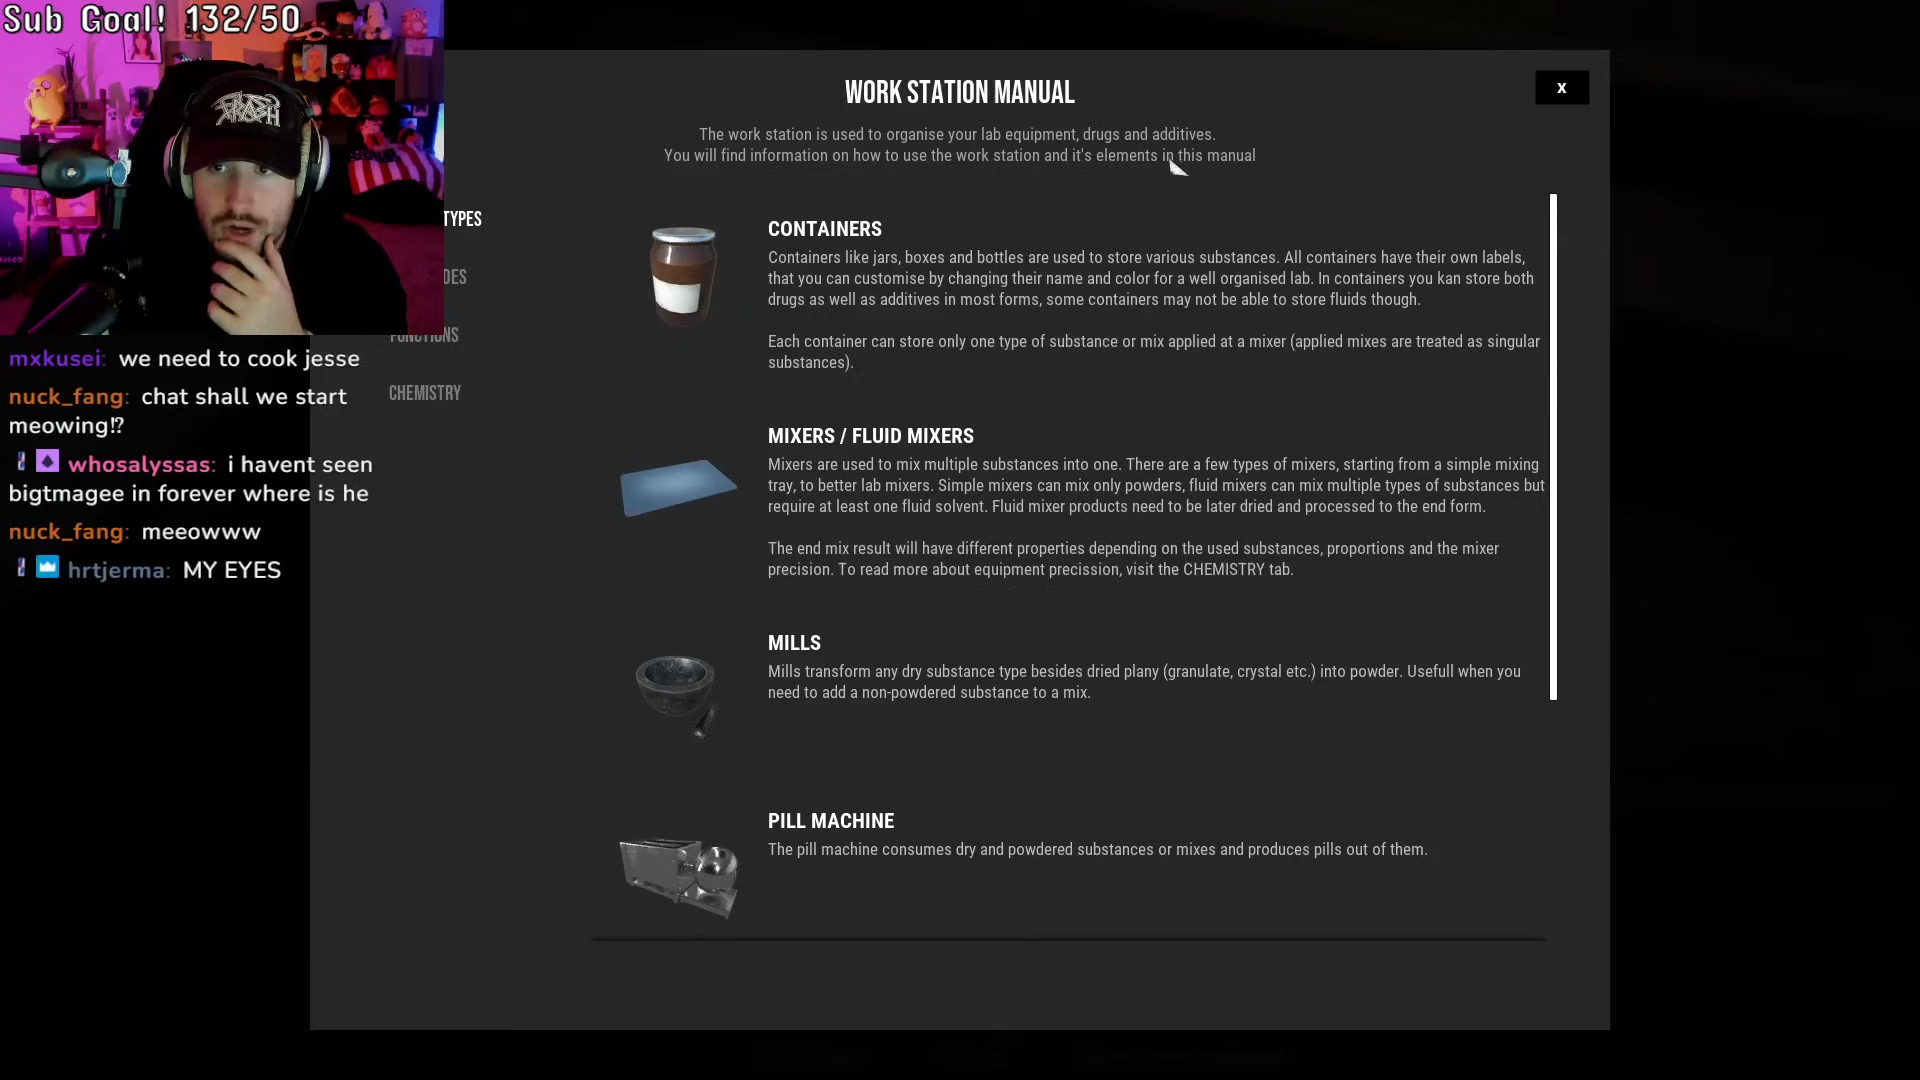 Sub Goal! 132/50
WORK STATION MANUAL
X
The work station is used to organise your lab equipment, drugs and additives.
You will find information on how to use the work station and it's elements in this manual
TYPES
DES
FUNCTIONS
CHEMISTRY
mxkusei: we need to cook jesse
nuck_fang: chat shall we start
meowing!?
whosalyssas: i havent seen
bigtmagee in forever where is he
nuck_fang: meeowww
hrtjerma: MY EYES
CONTAINERS
Containers like jars, boxes and bottles are used to store various substances. All containers have their own labels,
that you can customise by changing their name and color for a well organised lab. In containers you kan store both
drugs as well as additives in most forms, some containers may not be able to store fluids though.
Each container can store only one type of substance or mix applied at a mixer (applied mixes are treated as singular
substances).
MIXERS / FLUID MIXERS
Mixers are used to mix multiple substances into one. There are a few types of mixers, starting from a simple mixing
tray, to better lab mixers. Simple mixers can mix only powders, fluid mixers can mix multiple types of substances but
require at least one fluid solvent. Fluid mixer products need to be later dried and processed to the end form.
The end mix result will have different properties depending on the used substances, proportions and the mixer
precision. To read more about equipment precission, visit the CHEMISTRY tab.
MILLS
Mills transform any dry substance type besides dried plany (granulate, crystal etc.) into powder. Usefull when you
need to add a non-powdered substance to a mix.
PILL MACHINE
The pill machine consumes dry and powdered substances or mixes and produces pills out of them.